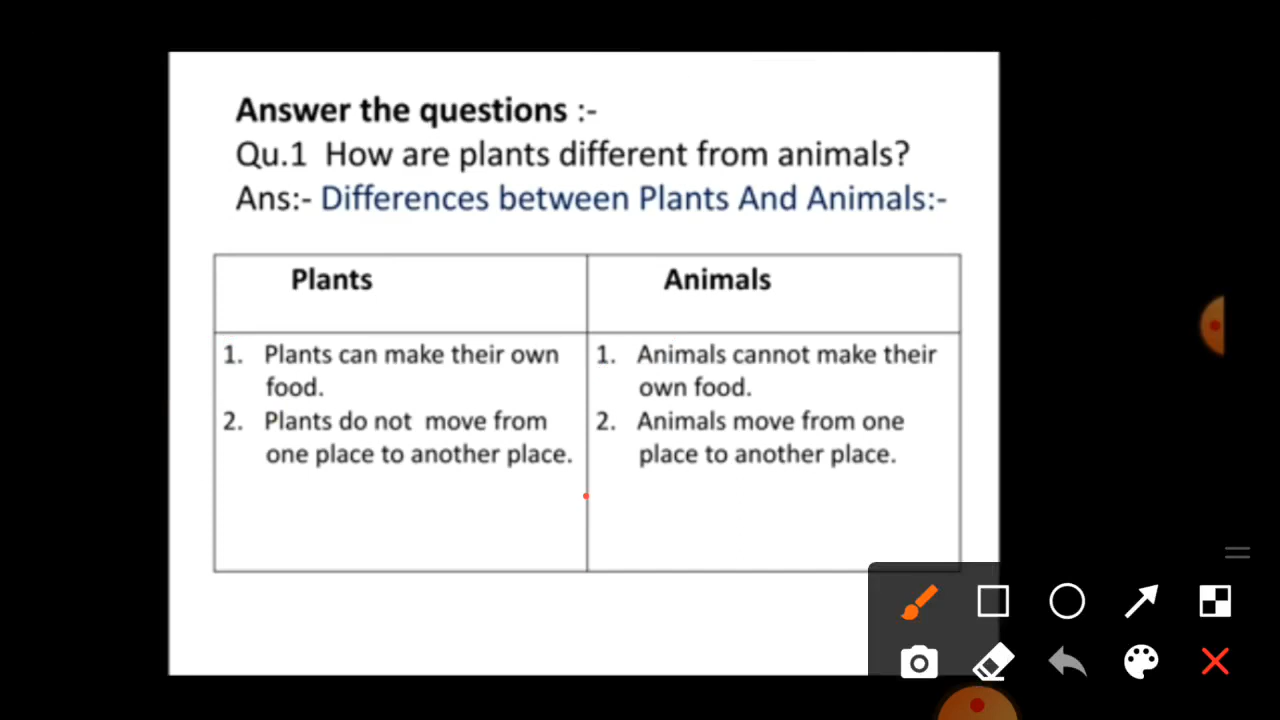 Answer the questions :-
Qu.1 How are plants different from animals?
Ans:- Differences between Plants And Animals:-
Plants
Animals
1. Plants can make their own
food.
2. Plants do not move from
one place to another place.
1. Animals cannot make their
own food.
2. Animals move from one
place to another place.